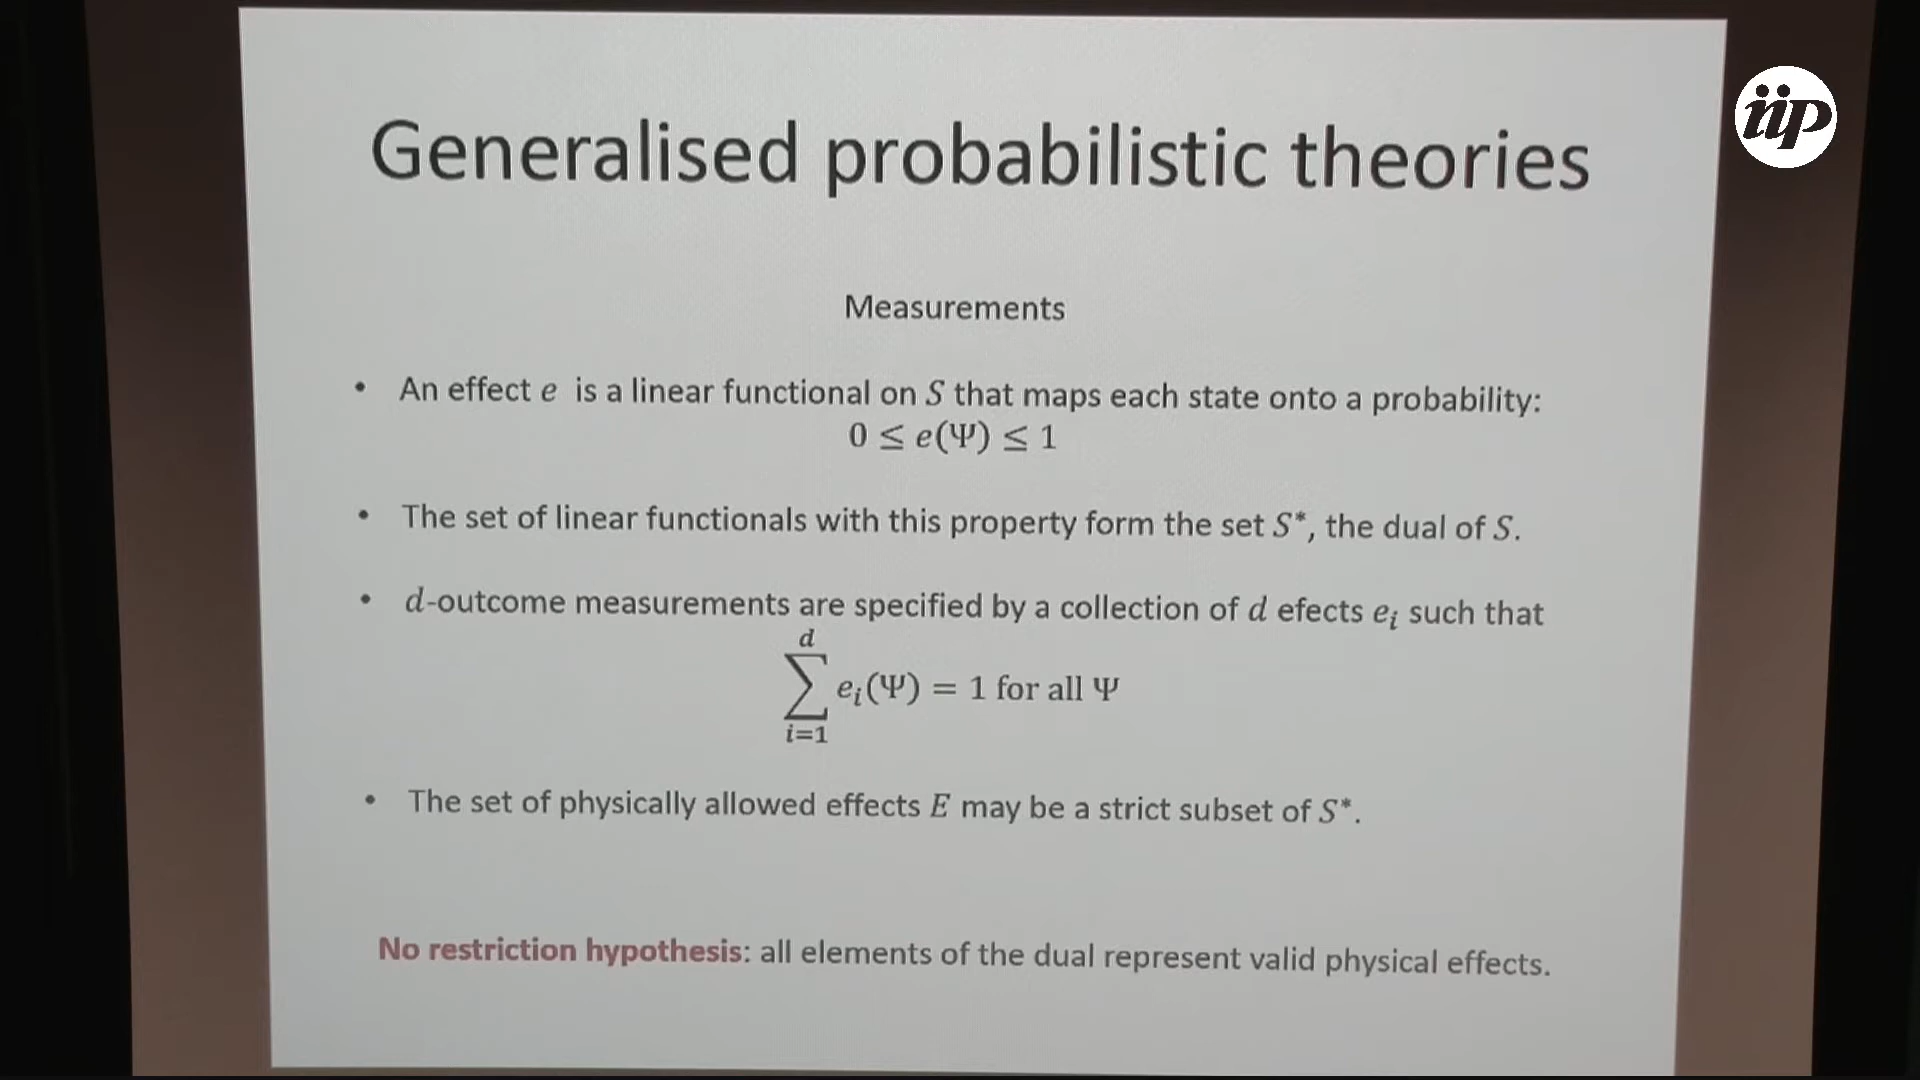 iip
Generalised probabilistic theories
Measurements
• An effect e is a linear functional on S that maps each state onto a probability:
0 ≤ e(Ψ) ≤ 1
• The set of linear functionals with this property form the set S*, the dual of S.
• d-outcome measurements are specified by a collection of d efects e_i such that
∑_{i=1}^{d} e_i(Ψ) = 1 for all Ψ
• The set of physically allowed effects E may be a strict subset of S*.
No restriction hypothesis: all elements of the dual represent valid physical effects.